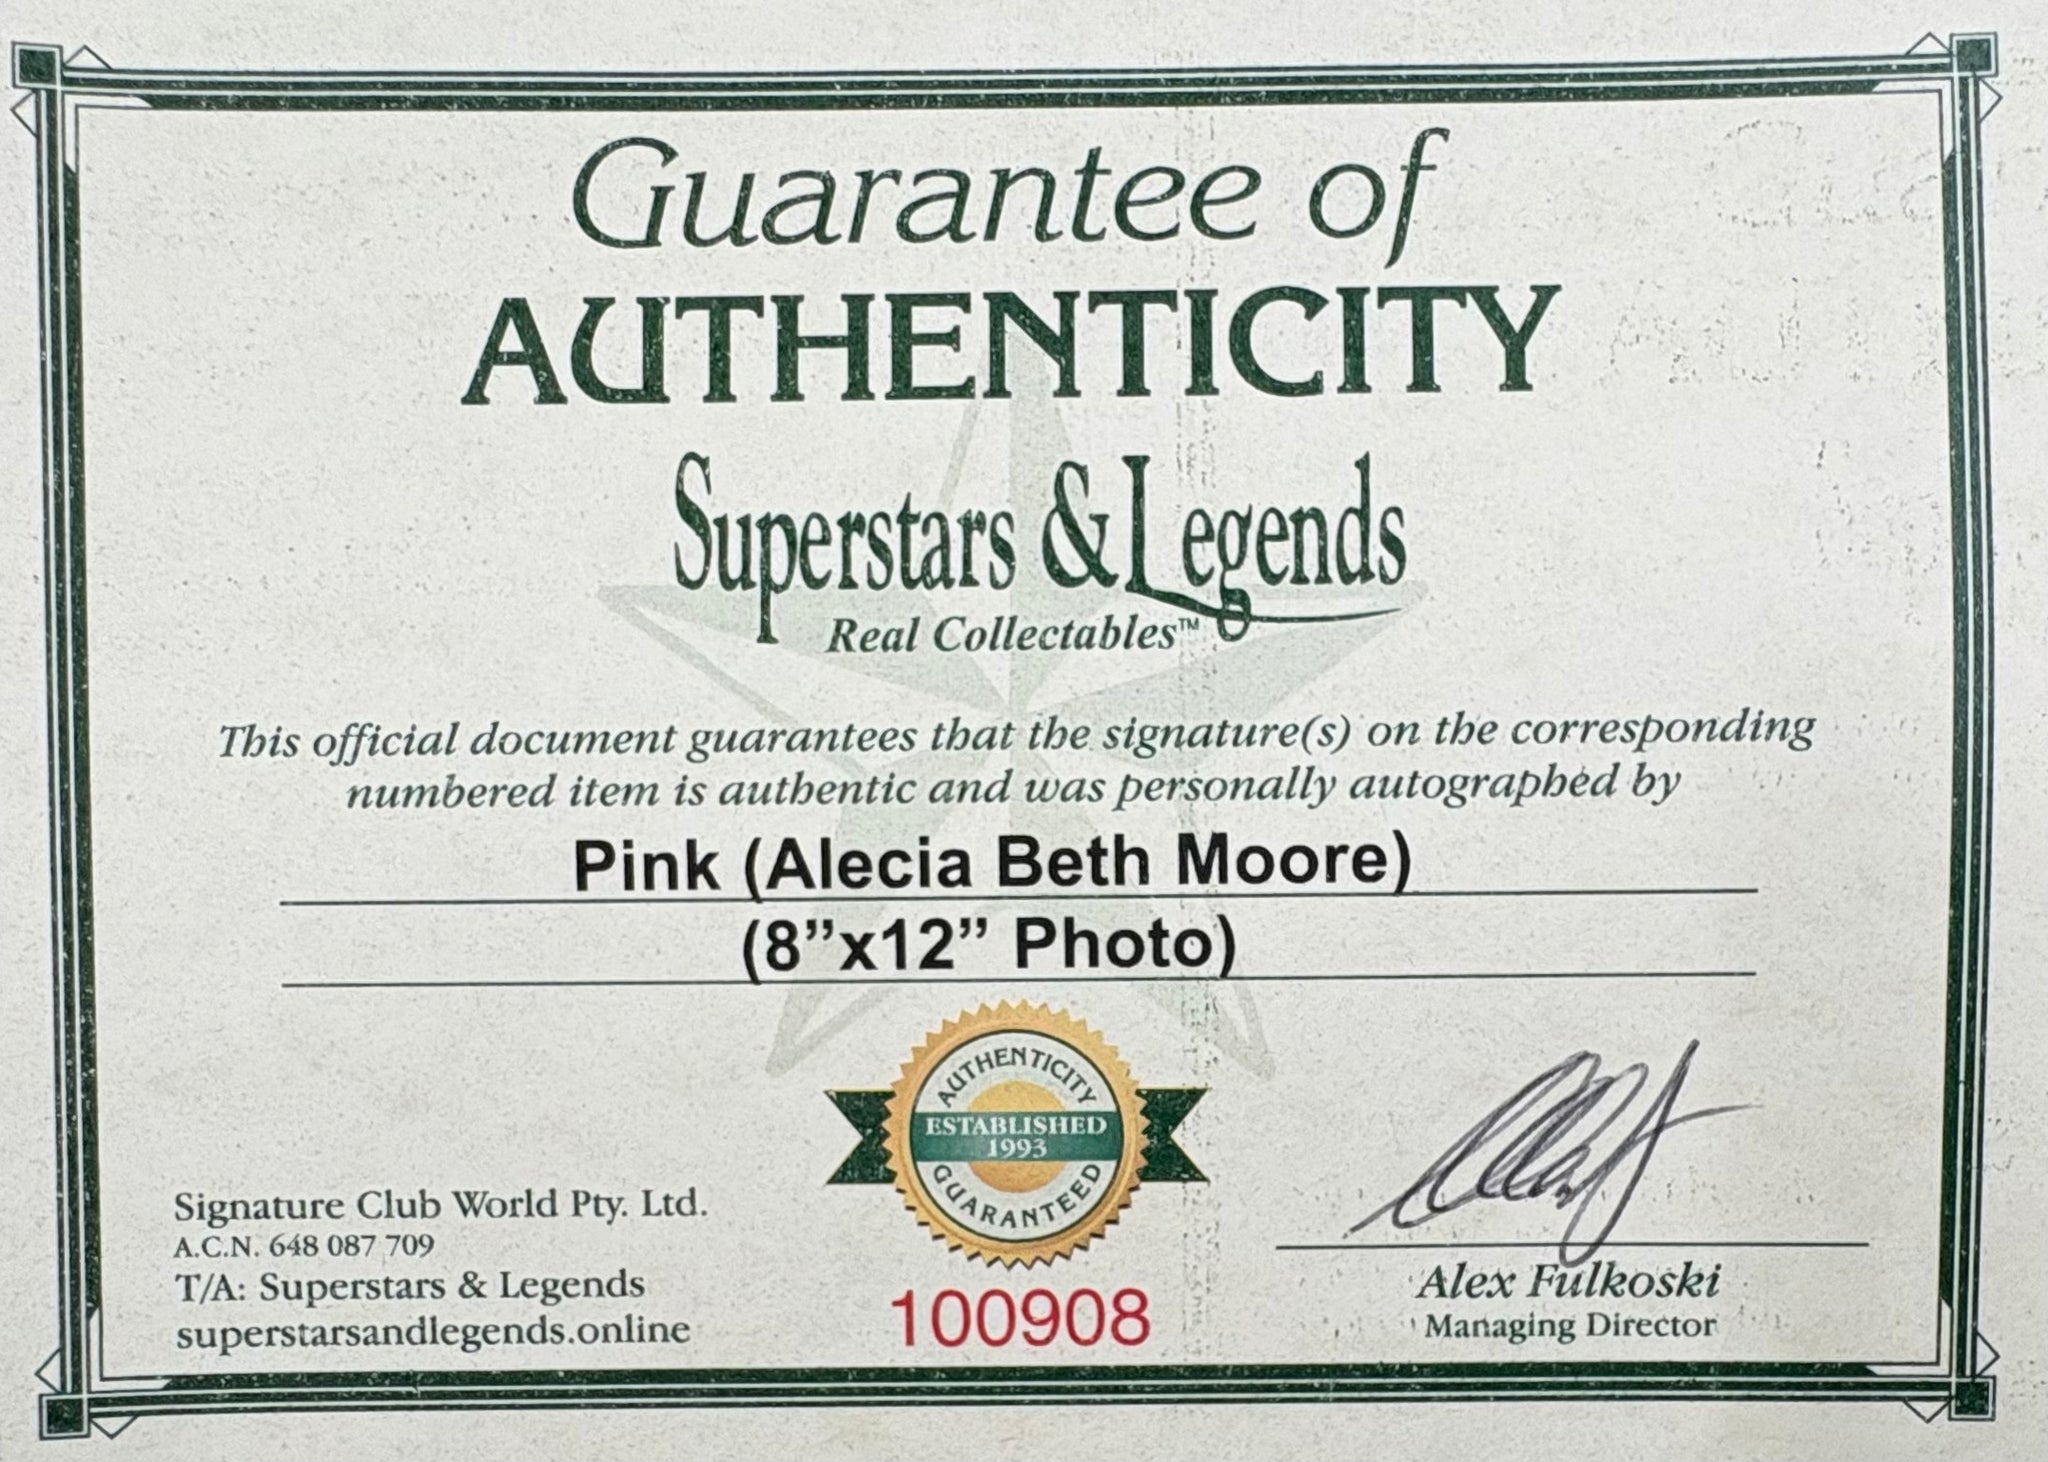 Guarantee of
AUTHENTICITY
Superstars & Legends
Real Collectables™
This official document guarantees that the signature(s) on the corresponding
numbered item is authentic and was personally autographed by
Pink (Alecia Beth Moore)
(8”x12” Photo)
AUTHENTICITY
ESTABLISHED
1993
GUARANTEED
100908
Signature Club World Pty. Ltd.
A.C.N. 648 087 709
T/A: Superstars & Legends
superstarsandlegends.online
Alex Fulkoski
Managing Director